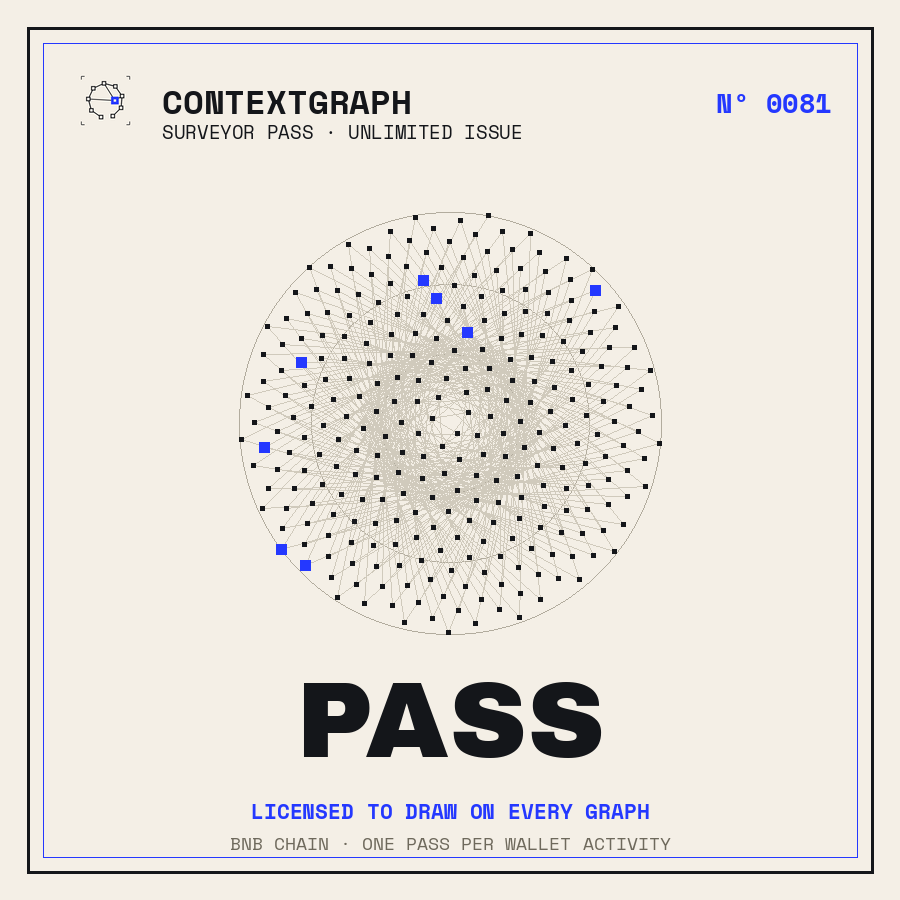 CONTEXTGRAPH
N° 0081
SURVEYOR PASS · UNLIMITED ISSUE
PASS
LICENSED TO DRAW ON EVERY GRAPH
BNB CHAIN · ONE PASS PER WALLET ACTIVITY